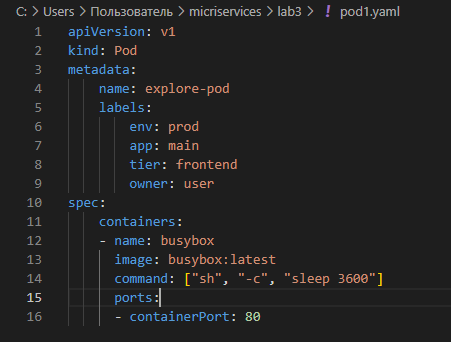 C: > Users > Пользователь > micriservices > lab3 > ! pod1.yaml
1 apiVersion: v1
2 kind: Pod
3 metadata:
4     name: explore-pod
5     labels:
6         env: prod
7         app: main
8         tier: frontend
9         owner: user
10 spec:
11     containers:
12     - name: busybox
13       image: busybox:latest
14       command: ["sh", "-c", "sleep 3600"]
15       ports:
16       - containerPort: 80